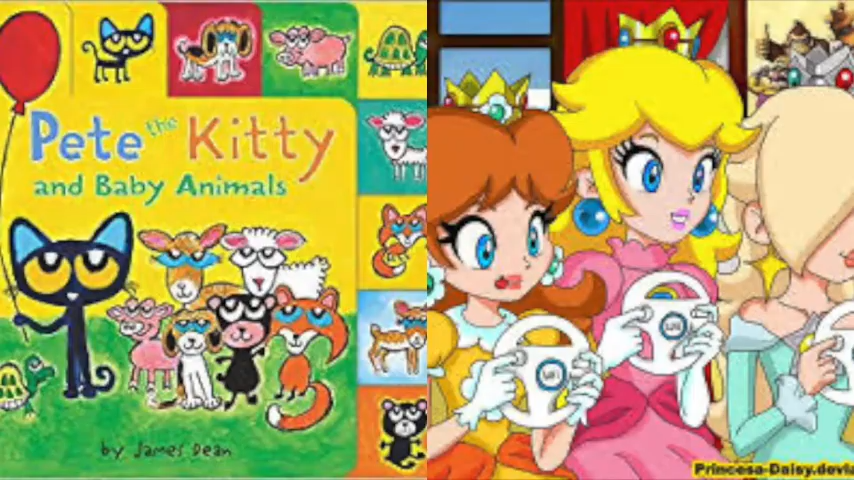 Pete the Kitty
and Baby Animals
by James Dean
Princesa-Daisy.devia